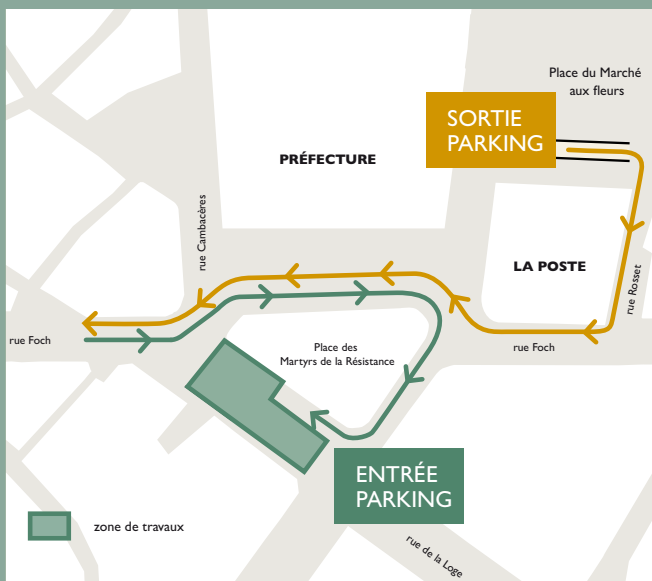 Place du Marché
aux fleurs
SORTIE
PARKING
PRÉFECTURE
rue Cambacères
LA POSTE
rue Rosset
rue Foch
Place des
Martyrs de la Résistance
rue Foch
ENTRÉE
PARKING
zone de travaux
rue de la Loge